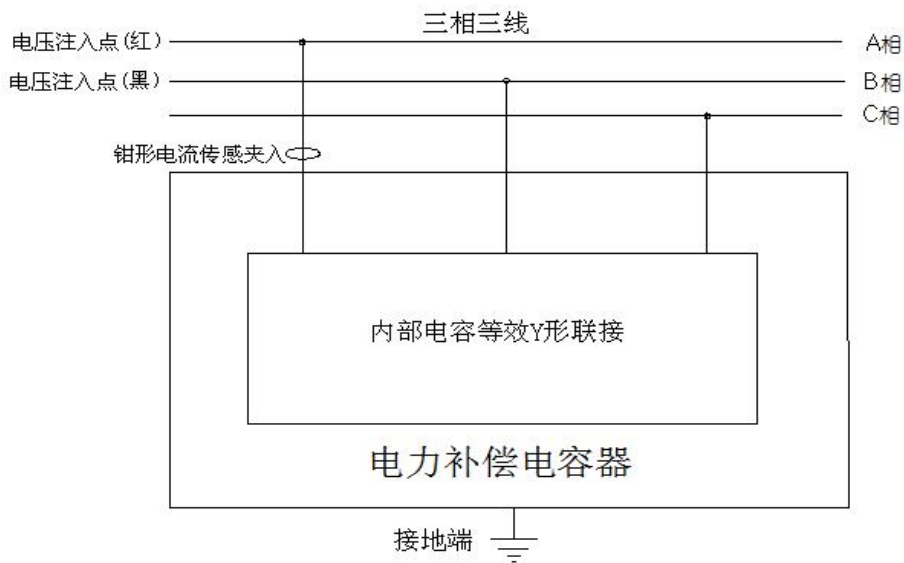 三相三线
电压注入点(红)
A相
电压注入点(黑)
B相
C相
钳形电流传感夹入
内部电容等效Y形联接
电力补偿电容器
接地端